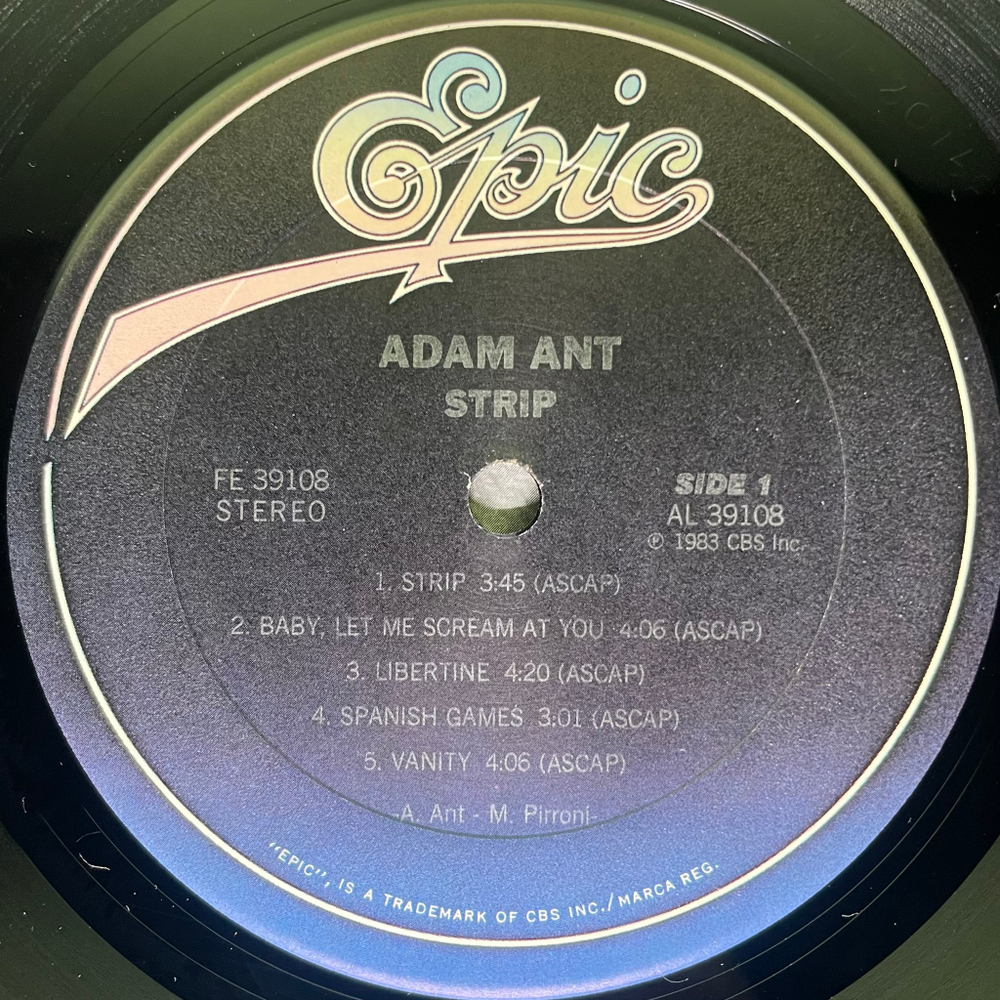 Epic
ADAM ANT
STRIP
FE 39108
STEREO
SIDE 1
AL 39108
℗ 1983 CBS Inc.
1. STRIP 3:45 (ASCAP)
2. BABY, LET ME SCREAM AT YOU 4:06 (ASCAP)
3. LIBERTINE 4:20 (ASCAP)
4. SPANISH GAMES 3:01 (ASCAP)
5. VANITY 4:06 (ASCAP)
-A. Ant - M. Pirroni-
"EPIC", IS A TRADEMARK OF CBS INC./MARCA REG.